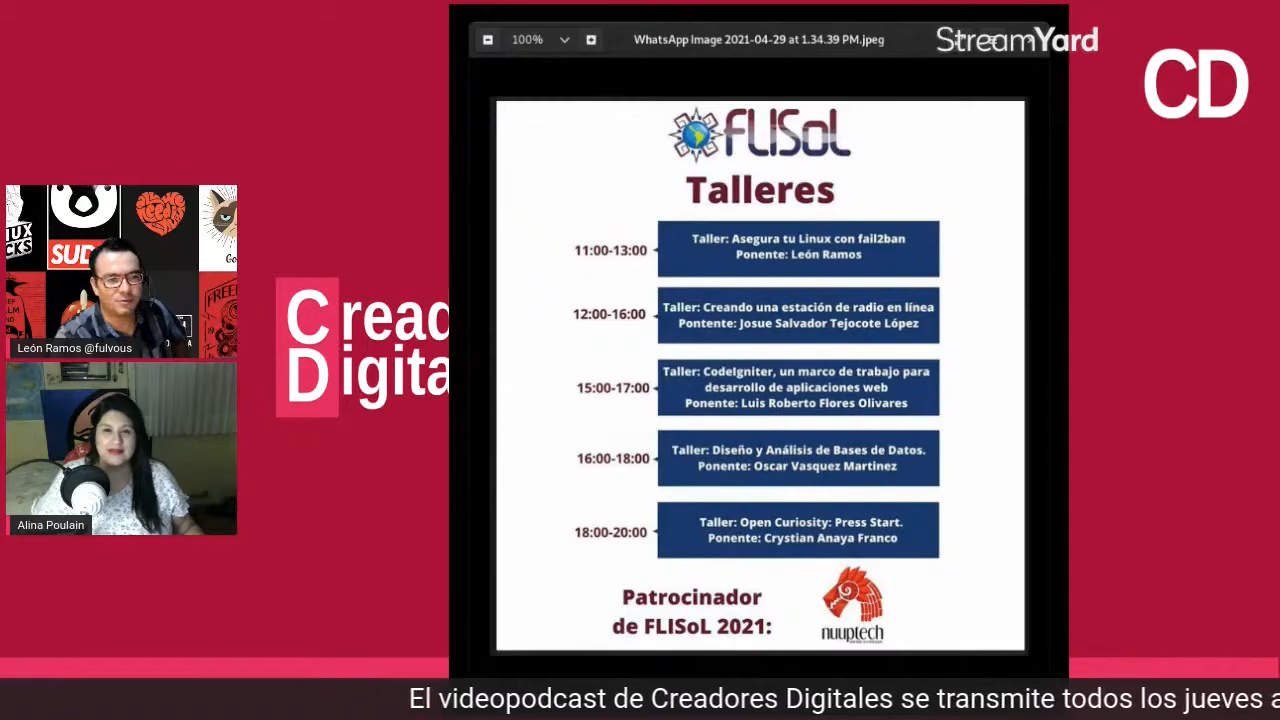 100%
WhatsApp Image 2021-04-29 at 1.34.39 PM.jpeg
StreamYard
CD
FLISoL
Talleres
11:00-13:00
Taller: Asegura tu Linux con fail2ban
Ponente: León Ramos
12:00-16:00
Taller: Creando una estación de radio en línea
Pontente: Josue Salvador Tejocote López
15:00-17:00
Taller: CodeIgniter, un marco de trabajo para
desarrollo de aplicaciones web
Ponente: Luis Roberto Flores Olivares
16:00-18:00
Taller: Diseño y Análisis de Bases de Datos.
Ponente: Oscar Vasquez Martinez
18:00-20:00
Taller: Open Curiosity: Press Start.
Ponente: Crystian Anaya Franco
Patrocinador
de FLISoL 2021:
nuuptech
SUD
León Ramos @fulvous
Alina Poulain
Cread
Digita
El videopodcast de Creadores Digitales se transmite todos los jueves a